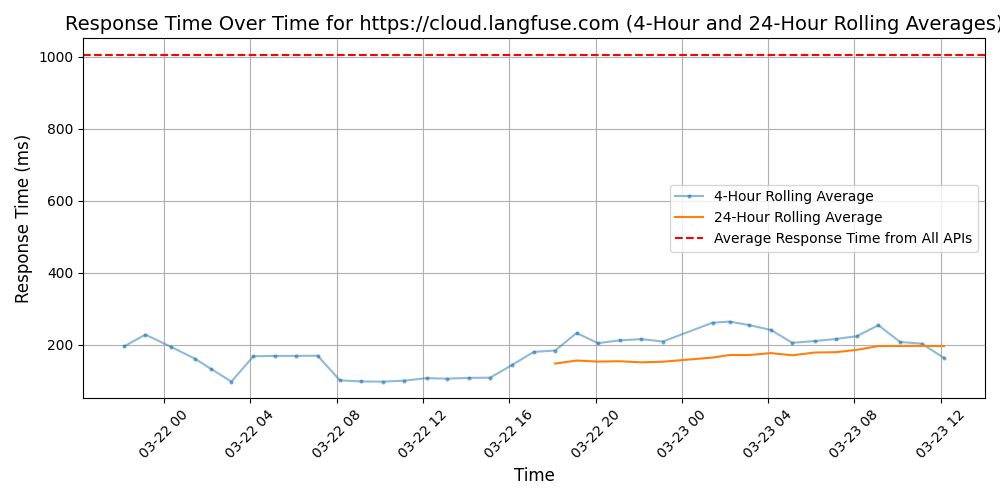 Response Time Over Time for https://cloud.langfuse.com (4-Hour and 24-Hour Rolling Averages)
Response Time (ms)
1000
800
600
400
200
4-Hour Rolling Average
24-Hour Rolling Average
Average Response Time from All APIs
03-22 00
03-22 04
03-22 08
03-22 12
03-22 16
03-22 20
03-23 00
03-23 04
03-23 08
03-23 12
Time